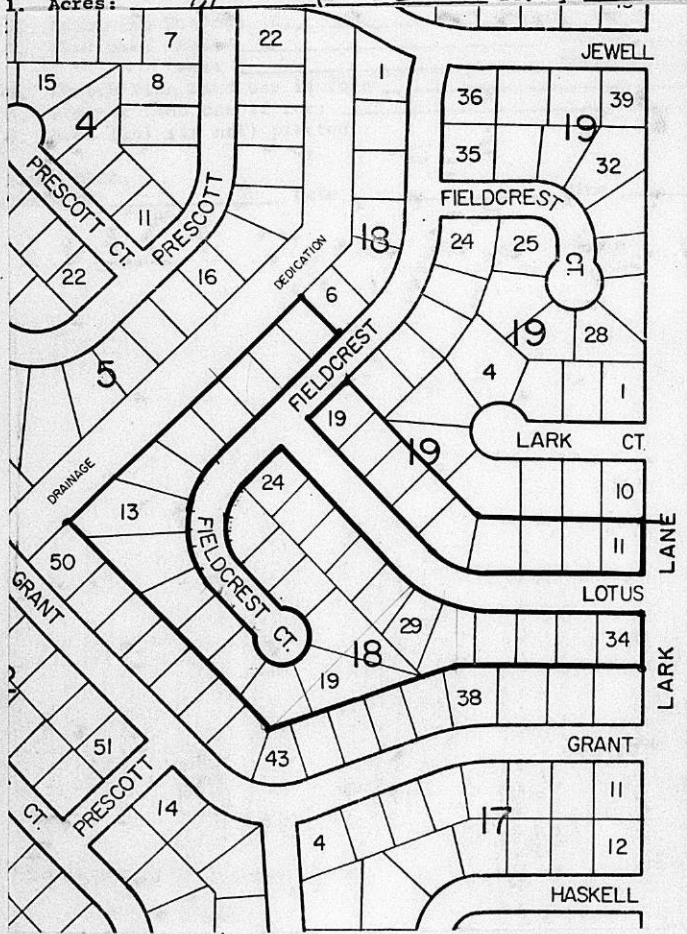 1. Acres:
JEWELL
7
22
1
15
8
36
39
4
19
35
32
PRESCOTT CT.
11
PRESCOTT
FIELDCREST
CT.
18
24
25
22
16
DEDICATION
6
19
28
5
FIELDCREST
4
1
19
19
LARK CT.
DRAINAGE
24
10
13
FIELDCREST
CT.
11
LANE
50
GRANT
LOTUS
29
34
18
19
LARK
38
51
43
GRANT
CT.
PRESCOTT
14
11
17
4
12
HASKELL